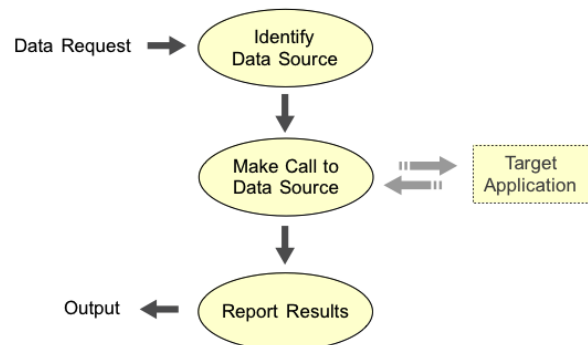 Data Request
Identify
Data Source
Make Call to
Data Source
Target
Application
Output
Report Results